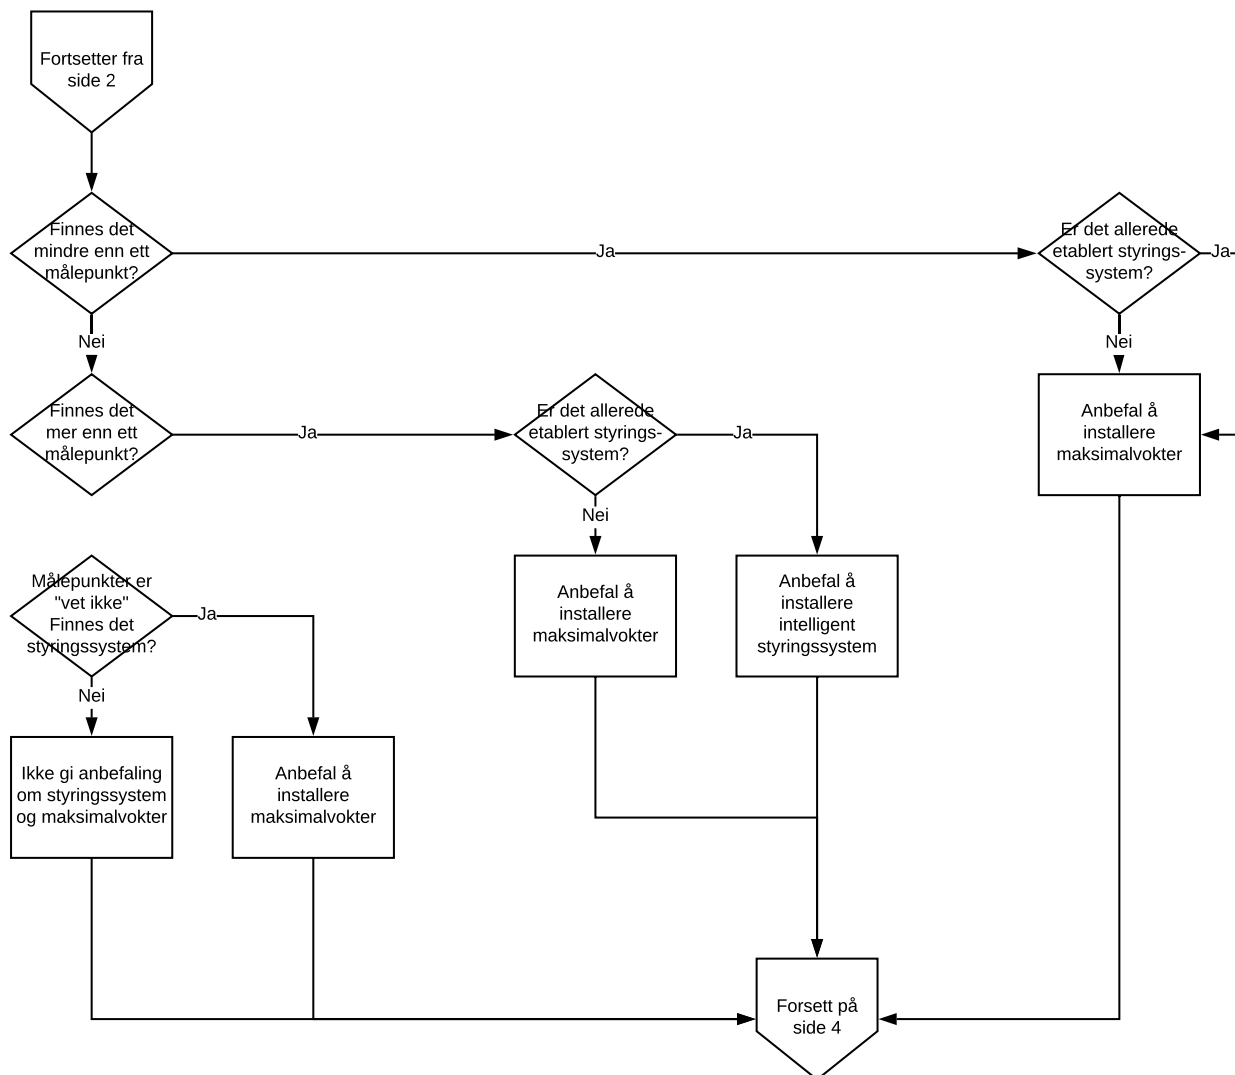 Fortsetter fra
side 2
Finnes det
mindre enn ett
målepunkt?
Ja
Er det allerede
etablert styrings-
system?
Ja
Nei
Nei
Finnes det
mer enn ett
målepunkt?
Ja
Er det allerede
etablert styrings-
system?
Ja
Anbefal å
installere
maksimalvokter
Nei
Målepunkter er
"vet ikke"
Finnes det
styringssystem?
Ja
Anbefal å
installere
maksimalvokter
Anbefal å
installere
intelligent
styringssystem
Nei
Ikke gi anbefaling
om styringssystem
og maksimalvokter
Anbefal å
installere
maksimalvokter
Forsett på
side 4